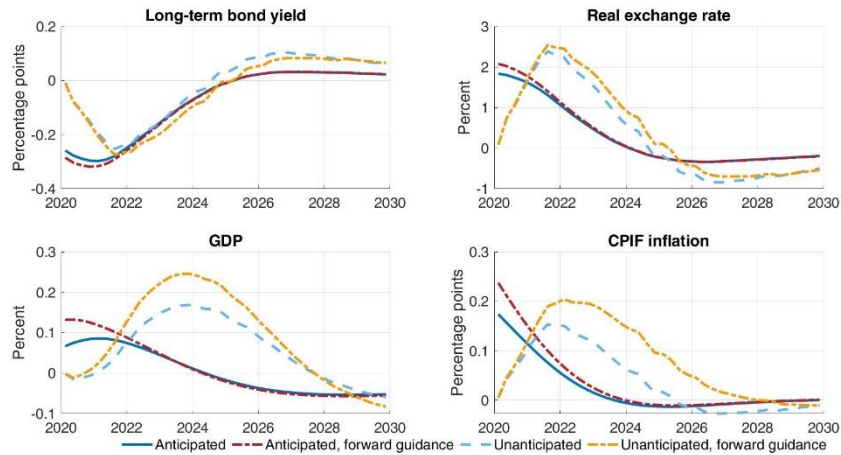 Long-term bond yield
Percentage points
0.2
0
-0.2
-0.4
2020 2022 2024 2026 2028 2030
Real exchange rate
Percent
3
2
1
0
-1
2020 2022 2024 2026 2028 2030
GDP
Percent
0.3
0.2
0.1
0
-0.1
2020 2022 2024 2026 2028 2030
CPIF inflation
Percentage points
0.3
0.2
0.1
0
2020 2022 2024 2026 2028 2030
Anticipated Anticipated, forward guidance Unanticipated Unanticipated, forward guidance